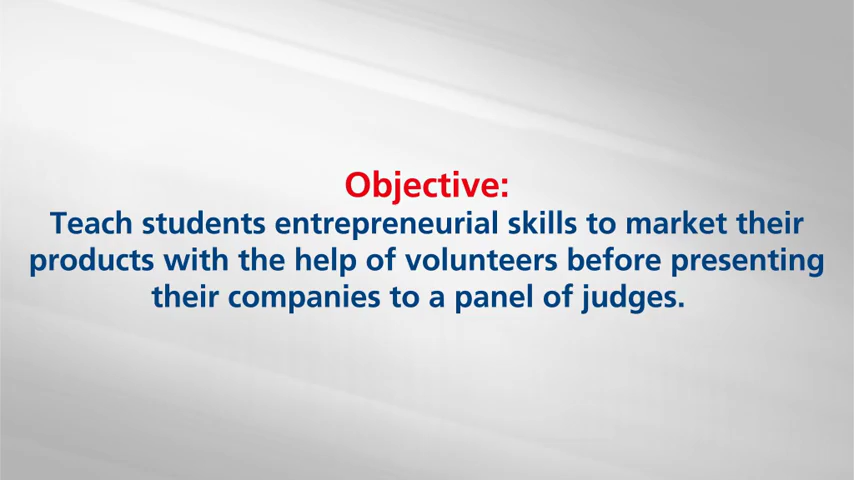 Objective:
Teach students entrepreneurial skills to market their
products with the help of volunteers before presenting
their companies to a panel of judges.